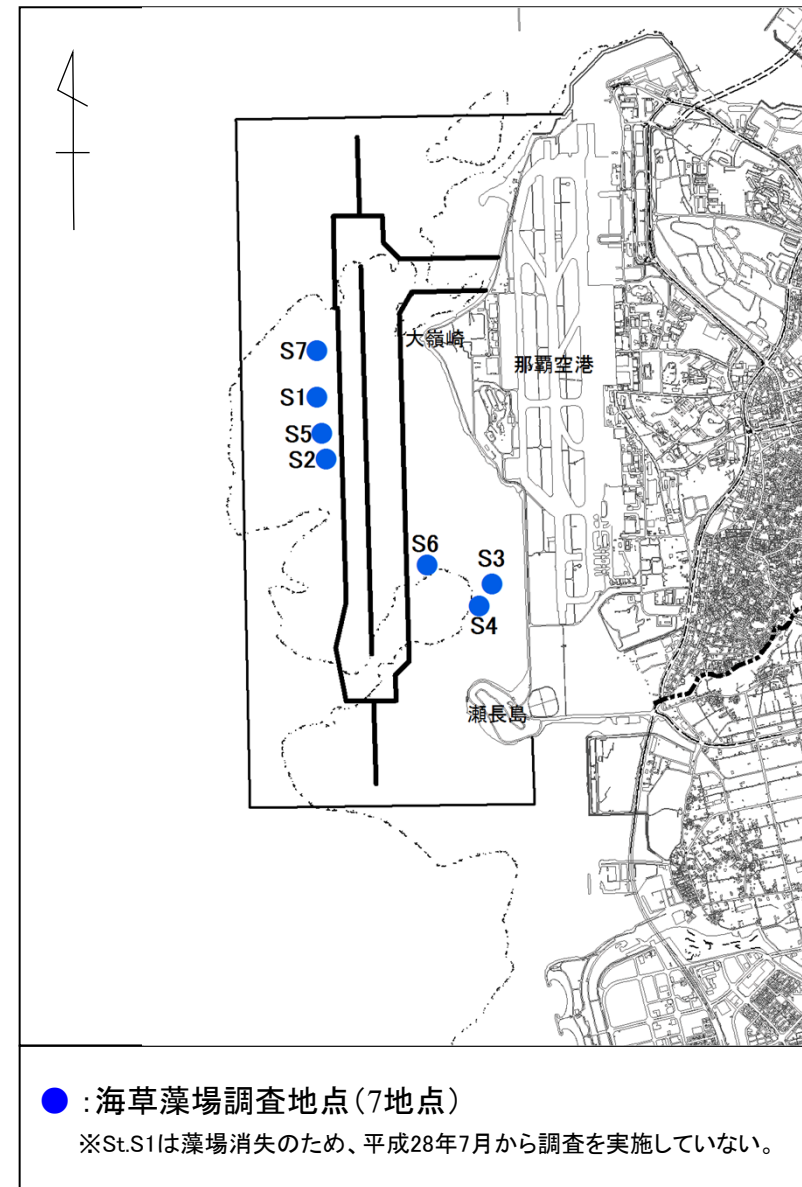 大嶺崎
那覇空港
S7
S1
S5
S2
S6
S3
S4
瀬長島
●:海草藻場調査地点(7地点)
※St.S1は藻場消失のため、平成28年7月から調査を実施していない。